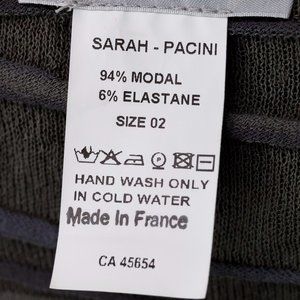 SARAH - PACINI
94% MODAL
6% ELASTANE
SIZE 02
HAND WASH ONLY
IN COLD WATER
Made In France
CA 45654